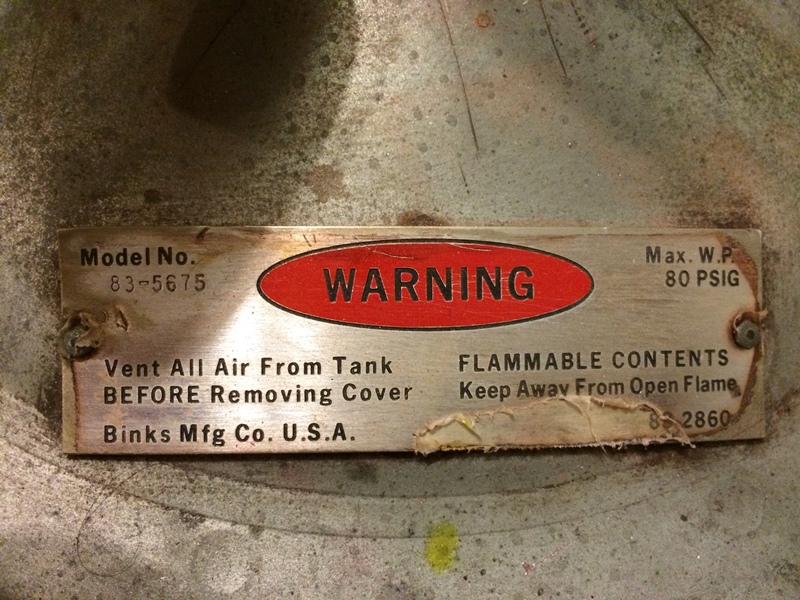 Model No.
83-5675
WARNING
Max. W.P.
80 PSIG
Vent All Air From Tank
BEFORE Removing Cover
Binks Mfg Co. U.S.A.
FLAMMABLE CONTENTS
Keep Away From Open Flame
2860